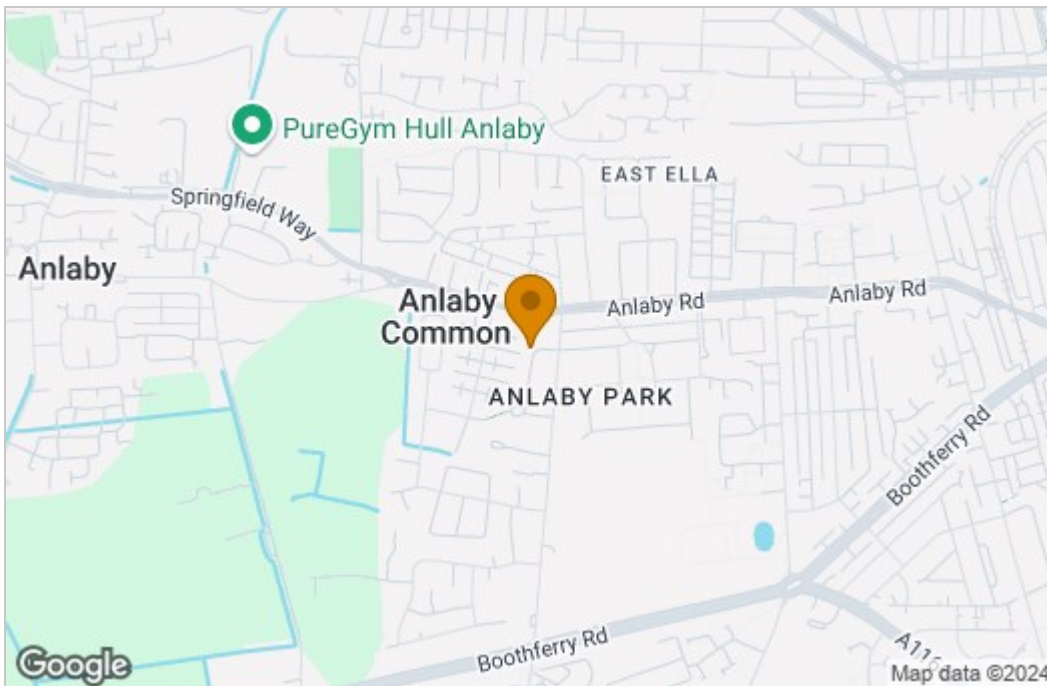 PureGym Hull Anlaby
EAST ELLA
Springfield Way
Anlaby
Anlaby
Common
Anlaby Rd
Anlaby Rd
ANLABY PARK
Boothferry Rd
Boothferry Rd
Google
Map data ©2024